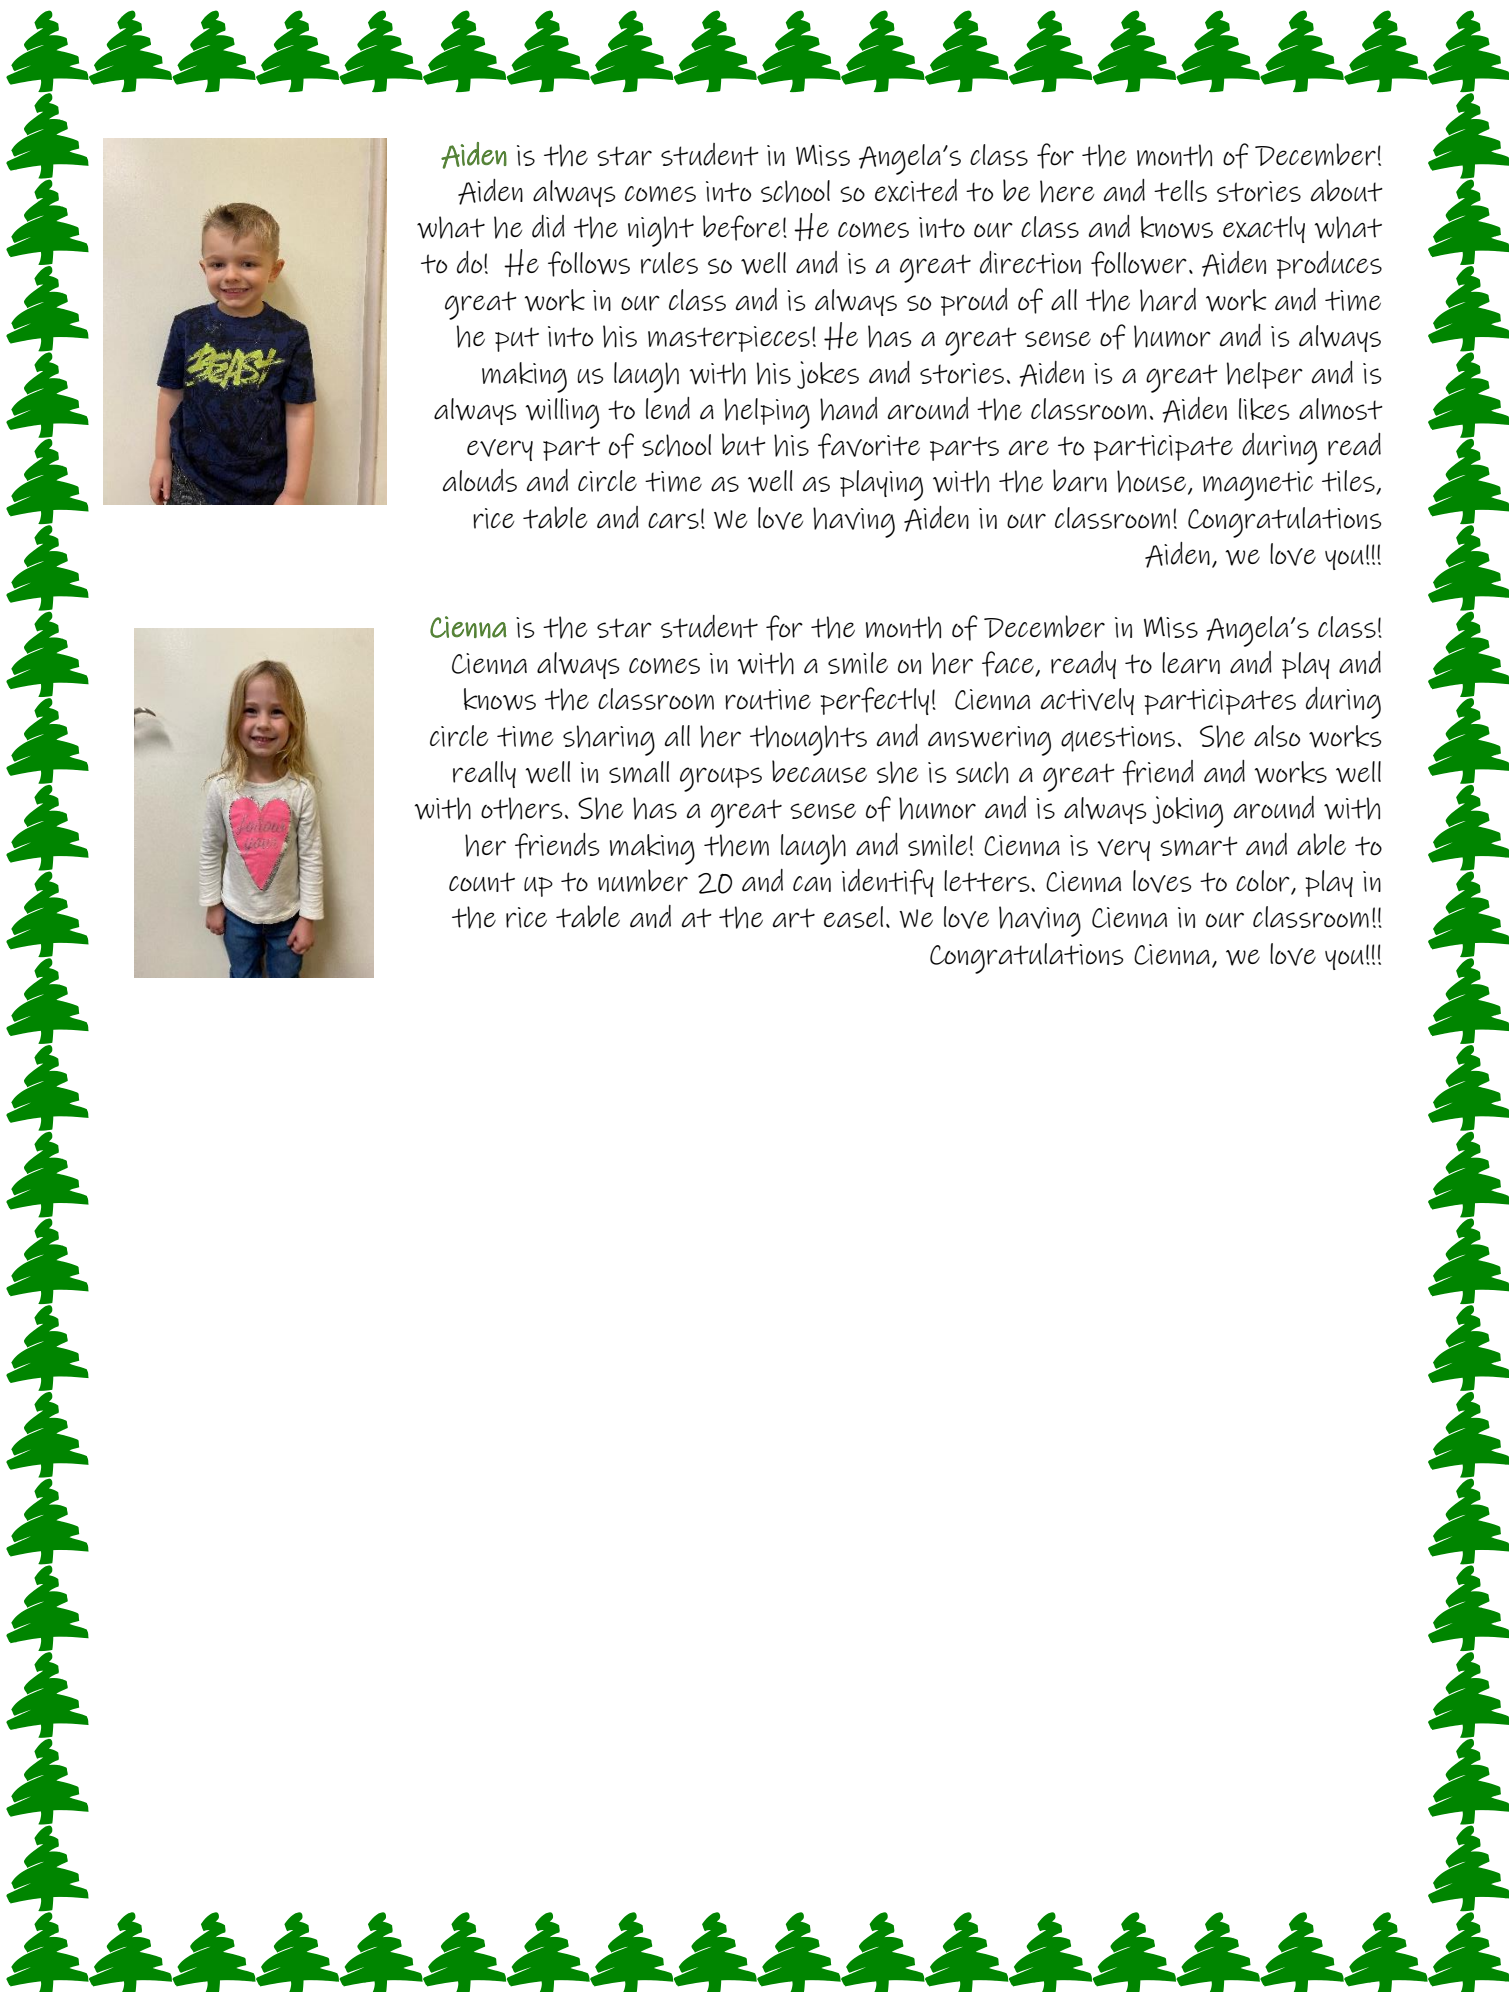 Aiden is the star student in Miss Angela's class for the month of December!
Aiden always comes into school so excited to be here and tells stories about
what he did the night before! He comes into our class and knows exactly what
to do!  He follows rules so well and is a great direction follower. Aiden produces
great work in our class and is always so proud of all the hard work and time
he put into his masterpieces! He has a great sense of humor and is always
making us laugh with his jokes and stories. Aiden is a great helper and is
always willing to lend a helping hand around the classroom. Aiden likes almost
every part of school but his favorite parts are to participate during read
alouds and circle time as well as playing with the barn house, magnetic tiles,
rice table and cars! We love having Aiden in our classroom! Congratulations
Aiden, we love you!!!
BEAST
Cienna is the star student for the month of December in Miss Angela's class!
Cienna always comes in with a smile on her face, ready to learn and play and
knows the classroom routine perfectly!  Cienna actively participates during
circle time sharing all her thoughts and answering questions.  She also works
really well in small groups because she is such a great friend and works well
with others. She has a great sense of humor and is always joking around with
her friends making them laugh and smile! Cienna is very smart and able to
count up to number 20 and can identify letters. Cienna loves to color, play in
the rice table and at the art easel. We love having Cienna in our classroom!!
Congratulations Cienna, we love you!!!